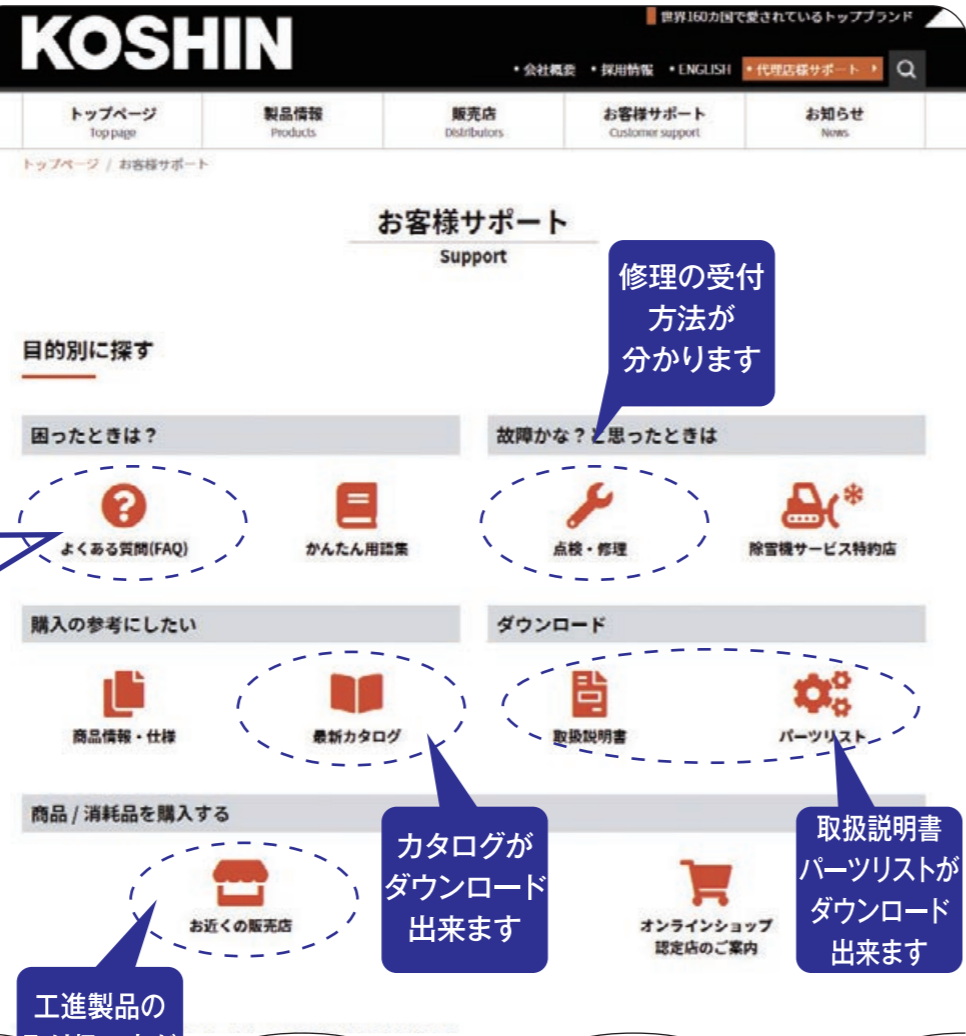 世界160カ国で愛されているトップブランド
KOSHIN
・会社概要 ・採用情報 ・ENGLISH ・代理店様サポート
トップページ 製品情報 販売店 お客様サポート お知らせ
Top page Products Distributors Customer support News
トップページ / お客様サポート
お客様サポート
Support
修理の受付
方法が
分かります
目的別に探す
困ったときは？ 故障かな？と思ったときは
よくある質問(FAQ) かんたん用語集 点検・修理 除雪機サービス特約店
購入の参考にしたい ダウンロード
商品情報・仕様 最新カタログ 取扱説明書 パーツリスト
商品 / 消耗品を購入する
カタログが
ダウンロード
出来ます
取扱説明書
パーツリストが
ダウンロード
出来ます
お近くの販売店 オンラインショップ
認定店のご案内
工進製品の